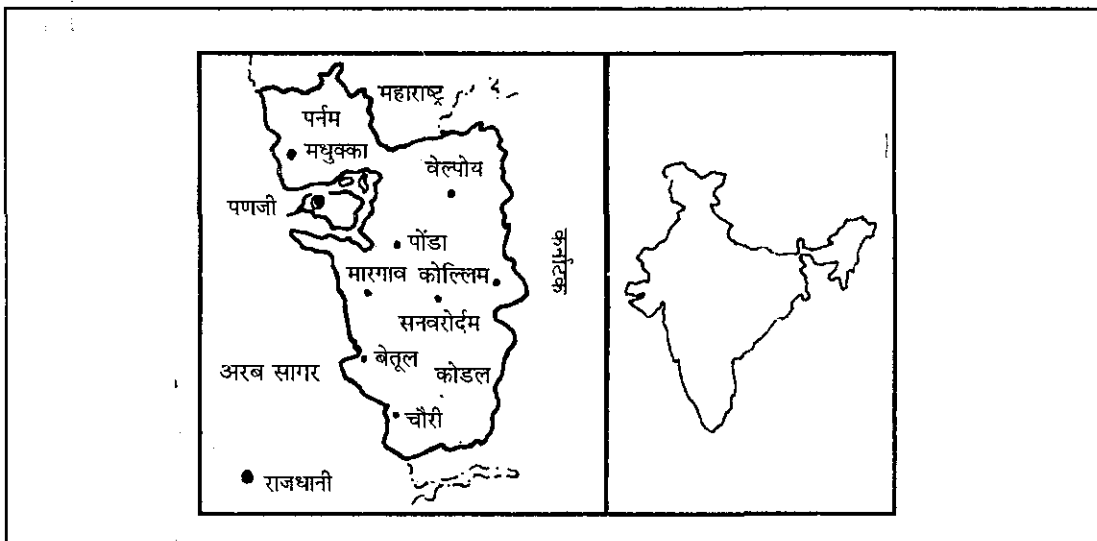 महाराष्ट्र
पर्नम
मधुक्का
वेल्पोय
पणजी
पोंडा
कर्नाटक
मारगाव कोल्लिम
सनवरोर्दम
बेतूल
अरब सागर
कोडल
चौरी
राजधानी